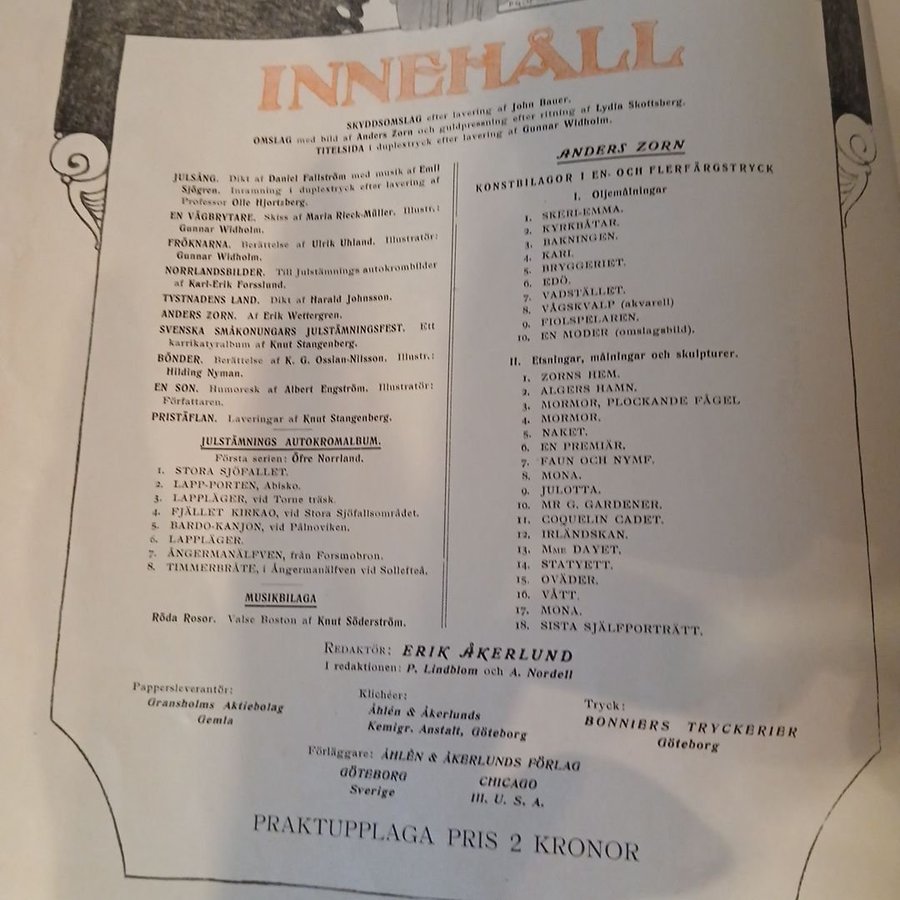 INNEHÅLL
SKYDDSOMSLAG efter lavering af John Bauer.
OMSLAG med bild af Anders Zorn och guldpressning efter ritning af Lydia Skottsberg.
TITELSIDA i duplextryck efter lavering af Gunnar Widholm.
JULSÅNG. Dikt af Daniel Fallström med musik af Emil
Sjögren. Inramning i duplextryck efter lavering af
Professor Olle Hjortzberg.
EN VÅGBRYTARE. Skiss af Maria Rieck-Müller. Illustr.:
Gunnar Widholm.
FRÖKNARNA. Berättelse af Ulrik Uhland. Illustratör:
Gunnar Widholm.
NORRLANDSBILDER. Till Julstämnings autokrombilder
af Karl-Erik Forsslund.
TYSTNADENS LAND. Dikt af Harald Johnsson.
ANDERS ZORN. Af Erik Wettergren.
SVENSKA SMÅKONUNGARS JULSTÄMNINGSFEST. Ett
karrikatyralbum af Knut Stangenberg.
BÖNDER. Berättelse af K. G. Ossian-Nilsson. Illustr.:
Hilding Nyman.
EN SON. Humoresk af Albert Engström. Illustratör:
Författaren.
PRISTÄFLAN. Laveringar af Knut Stangenberg.
JULSTÄMNINGS AUTOKROMALBUM.
Första serien: Öfre Norrland.
1. STORA SJÖFALLET.
2. LAPP-PORTEN, Abisko.
3. LAPPLÄGER, vid Torne träsk.
4. FJÄLLET KIRKAO, vid Stora Sjöfallsområdet.
5. BARDO-KANJON, vid Pålnoviken.
6. LAPPLÄGER.
7. ÅNGERMANÄLFVEN, från Forsmobron.
8. TIMMERBRÖTE, i Ångermanälfven vid Sollefteå.
MUSIKBILAGA
Röda Rosor. Valse Boston af Knut Söderström.
ANDERS ZORN
KONSTBILAGOR I EN- OCH FLERFÄRGSTRYCK
I. Oljemålningar
1. SKERI-EMMA.
2. KYRKBÅTAR.
3. BAKNINGEN.
4. KARL
5. BRYGGERIET.
6. EDÖ.
7. VADSTÄLLET.
8. VÅGSKVALP (akvarell)
9. FIOLSPELAREN.
10. EN MODER (omslagsbild).
II. Etsningar, målningar och skulpturer.
1. ZORNS HEM.
2. ALGERS HAMN.
3. MORMOR, PLOCKANDE FÅGEL
4. MORMOR.
5. NAKET.
6. EN PREMIÄR.
7. FAUN OCH NYMF.
8. MONA.
9. JULOTTA.
10. MR G. GARDENER.
11. COQUELIN CADET.
12. IRLÄNDSKAN.
13. MME DAYET.
14. STATYETT.
15. OVÄDER.
16. VÅTT.
17. MONA.
18. SISTA SJÄLFPORTRÄTT.
REDAKTÖR: ERIK ÅKERLUND
I redaktionen: P. Lindblom och A. Nordell
Pappersleverantör:
Gransholms Aktiebolag
Gemla
Klichéer:
Åhlén & Åkerlunds
Kemigr. Anstalt, Göteborg
Tryck:
BONNIERS TRYCKERIER
Göteborg
Förläggare: ÅHLÉN & ÅKERLUNDS FÖRLAG
GÖTEBORG
Sverige
CHICAGO
Ill. U. S. A.
PRAKTUPPLAGA PRIS 2 KRONOR